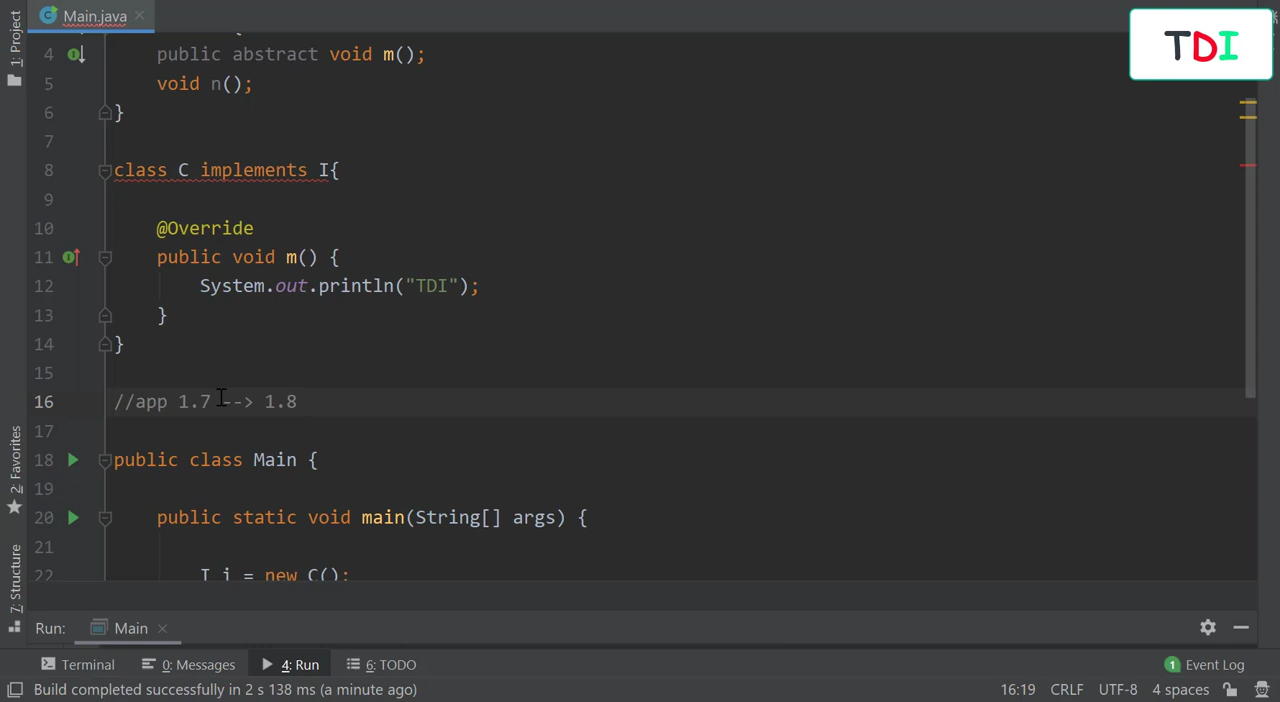 Main.java
TDI
1: Project
4 public abstract void m();
5 void n();
6 }
7
8 class C implements I{
9
10 @Override
11 public void m() {
12 System.out.println("TDI");
13 }
14 }
15
16 //app 1.7 --> 1.8
17
18 public class Main {
19
20 public static void main(String[] args) {
21
22 I i = new C();
2: Favorites
7: Structure
Run: Main
Terminal 0: Messages 4: Run 6: TODO 1 Event Log
Build completed successfully in 2 s 138 ms (a minute ago) 16:19 CRLF UTF-8 4 spaces